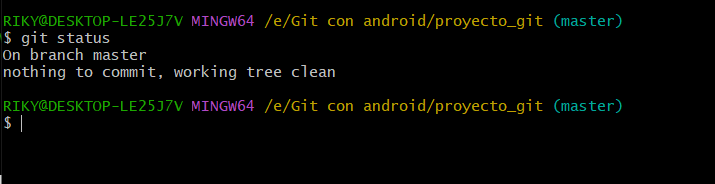 RIKY@DESKTOP-LE25J7V MINGW64 /e/Git con android/proyecto_git (master)
$ git status
On branch master
nothing to commit, working tree clean
RIKY@DESKTOP-LE25J7V MINGW64 /e/Git con android/proyecto_git (master)
$